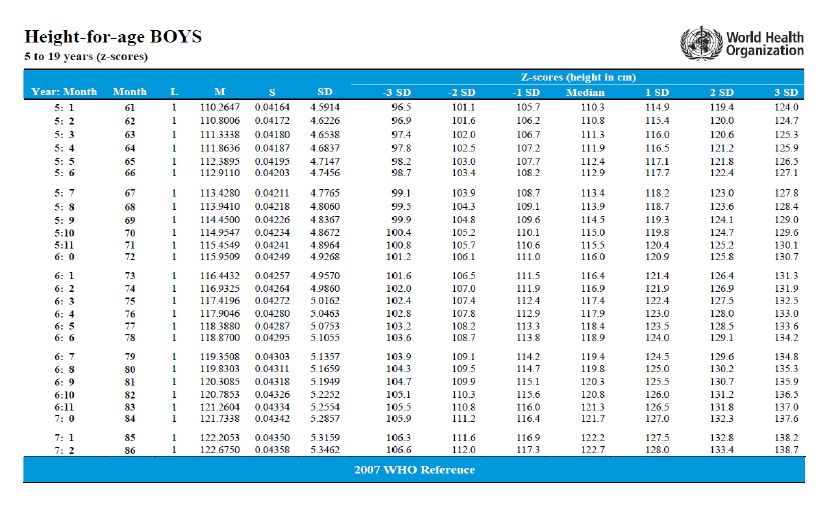 Height-for-age BOYS
5 to 19 years (z-scores)
World Health
Organization
Z-scores (height in cm)
Year: Month Month L M S SD -3 SD -2 SD -1 SD Median 1 SD 2 SD 3 SD
5: 1 61 1 110.2647 0.04164 4.5914 96.5 101.1 105.7 110.3 114.9 119.4 124.0
5: 2 62 1 110.8006 0.04172 4.6226 96.9 101.6 106.2 110.8 115.4 120.0 124.7
5: 3 63 1 111.3338 0.04180 4.6538 97.4 102.0 106.7 111.3 116.0 120.6 125.3
5: 4 64 1 111.8636 0.04187 4.6837 97.8 102.5 107.2 111.9 116.5 121.2 125.9
5: 5 65 1 112.3895 0.04195 4.7147 98.2 103.0 107.7 112.4 117.1 121.8 126.5
5: 6 66 1 112.9110 0.04203 4.7456 98.7 103.4 108.2 112.9 117.7 122.4 127.1
5: 7 67 1 113.4280 0.04211 4.7765 99.1 103.9 108.7 113.4 118.2 123.0 127.8
5: 8 68 1 113.9410 0.04218 4.8060 99.5 104.3 109.1 113.9 118.7 123.6 128.4
5: 9 69 1 114.4500 0.04226 4.8367 99.9 104.8 109.6 114.5 119.3 124.1 129.0
5:10 70 1 114.9547 0.04234 4.8672 100.4 105.2 110.1 115.0 119.8 124.7 129.6
5:11 71 1 115.4549 0.04241 4.8964 100.8 105.7 110.6 115.5 120.4 125.2 130.1
6: 0 72 1 115.9509 0.04249 4.9268 101.2 106.1 111.0 116.0 120.9 125.8 130.7
6: 1 73 1 116.4432 0.04257 4.9570 101.6 106.5 111.5 116.4 121.4 126.4 131.3
6: 2 74 1 116.9325 0.04264 4.9860 102.0 107.0 111.9 116.9 121.9 126.9 131.9
6: 3 75 1 117.4196 0.04272 5.0162 102.4 107.4 112.4 117.4 122.4 127.5 132.5
6: 4 76 1 117.9046 0.04280 5.0463 102.8 107.8 112.9 117.9 123.0 128.0 133.0
6: 5 77 1 118.3880 0.04287 5.0753 103.2 108.2 113.3 118.4 123.5 128.5 133.6
6: 6 78 1 118.8700 0.04295 5.1055 103.6 108.7 113.8 118.9 124.0 129.1 134.2
6: 7 79 1 119.3508 0.04303 5.1357 103.9 109.1 114.2 119.4 124.5 129.6 134.8
6: 8 80 1 119.8303 0.04311 5.1659 104.3 109.5 114.7 119.8 125.0 130.2 135.3
6: 9 81 1 120.3085 0.04318 5.1949 104.7 109.9 115.1 120.3 125.5 130.7 135.9
6:10 82 1 120.7853 0.04326 5.2252 105.1 110.3 115.6 120.8 126.0 131.2 136.5
6:11 83 1 121.2604 0.04334 5.2554 105.5 110.8 116.0 121.3 126.5 131.8 137.0
7: 0 84 1 121.7338 0.04342 5.2857 105.9 111.2 116.4 121.7 127.0 132.3 137.6
7: 1 85 1 122.2053 0.04350 5.3159 106.3 111.6 116.9 122.2 127.5 132.8 138.2
7: 2 86 1 122.6750 0.04358 5.3462 106.6 112.0 117.3 122.7 128.0 133.4 138.7
2007 WHO Reference